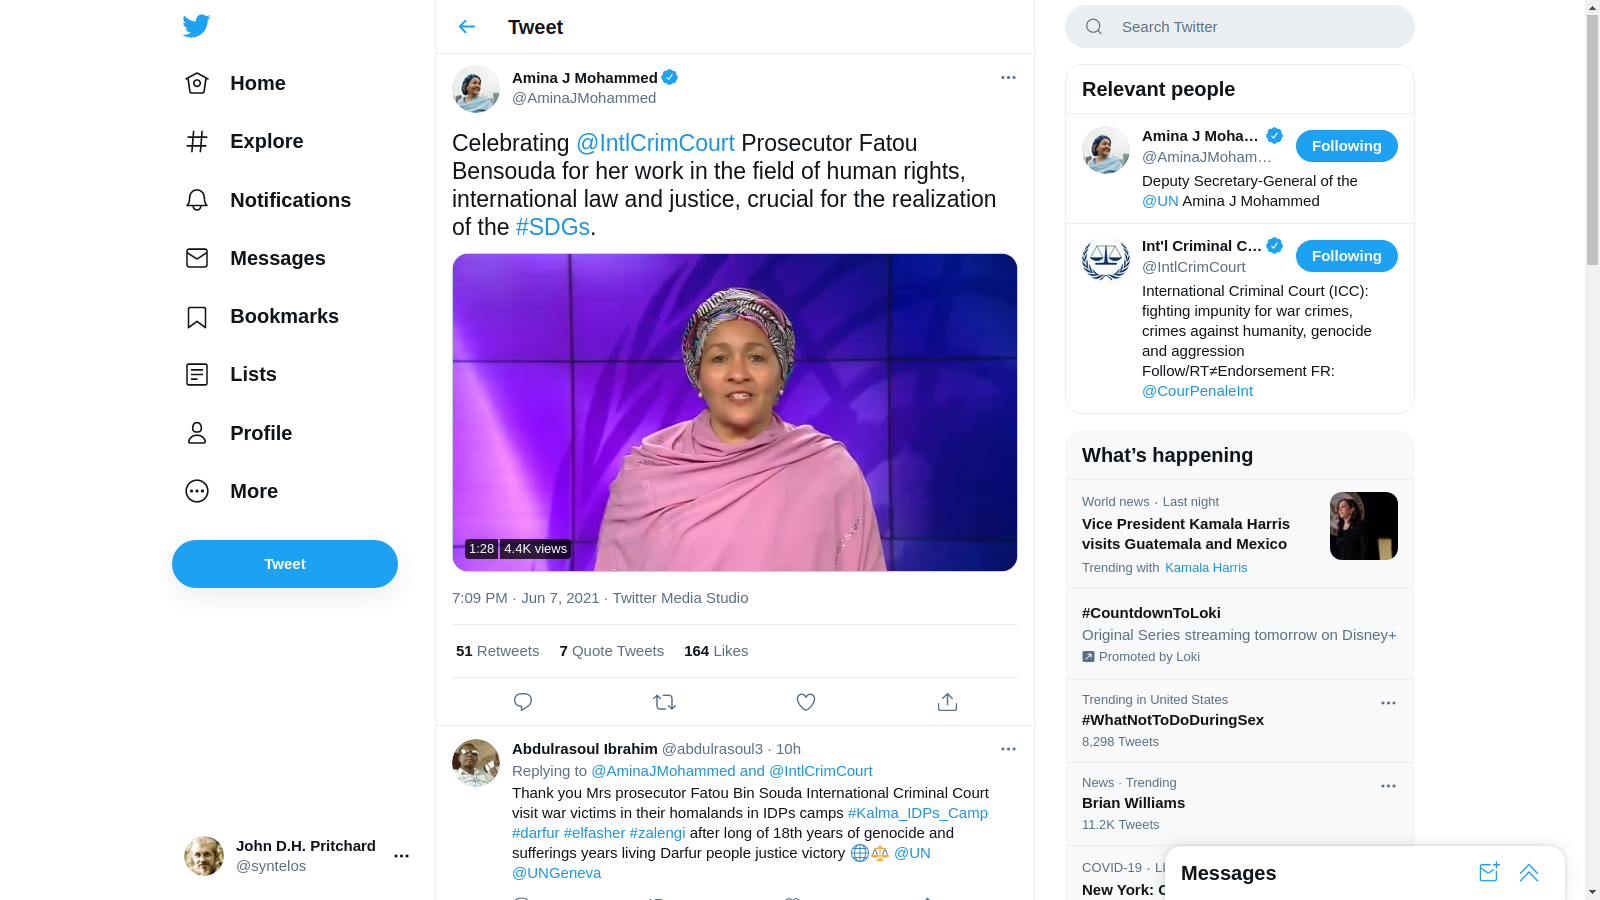 Home
Explore
Notifications
Messages
Bookmarks
Lists
Profile
More
Tweet
John D.H. Pritchard
@syntelos
Tweet
Amina J Mohammed
@AminaJMohammed
Celebrating @IntlCrimCourt Prosecutor Fatou
Bensouda for her work in the field of human rights,
international law and justice, crucial for the realization
of the #SDGs.
1:28 4.4K views
7:09 PM · Jun 7, 2021 · Twitter Media Studio
51 Retweets 7 Quote Tweets 164 Likes
Abdulrasoul Ibrahim @abdulrasoul3 · 10h
Replying to @AminaJMohammed and @IntlCrimCourt
Thank you Mrs prosecutor Fatou Bin Souda International Criminal Court
visit war victims in their homalands in IDPs camps #Kalma_IDPs_Camp
#darfur #elfasher #zalengi after long of 18th years of genocide and
sufferings years living Darfur people justice victory 🌐⚖️ @UN
@UNGeneva
Search Twitter
Relevant people
Amina J Moha…
@AminaJMoham…
Following
Deputy Secretary-General of the
@UN Amina J Mohammed
Int'l Criminal C…
@IntlCrimCourt
Following
International Criminal Court (ICC):
fighting impunity for war crimes,
crimes against humanity, genocide
and aggression
Follow/RT≠Endorsement FR:
@CourPenaleInt
What’s happening
World news · Last night
Vice President Kamala Harris
visits Guatemala and Mexico
Trending with Kamala Harris
#CountdownToLoki
Original Series streaming tomorrow on Disney+
Promoted by Loki
Trending in United States
#WhatNotToDoDuringSex
8,298 Tweets
News · Trending
Brian Williams
11.2K Tweets
COVID-19 ·
New York:
Messages